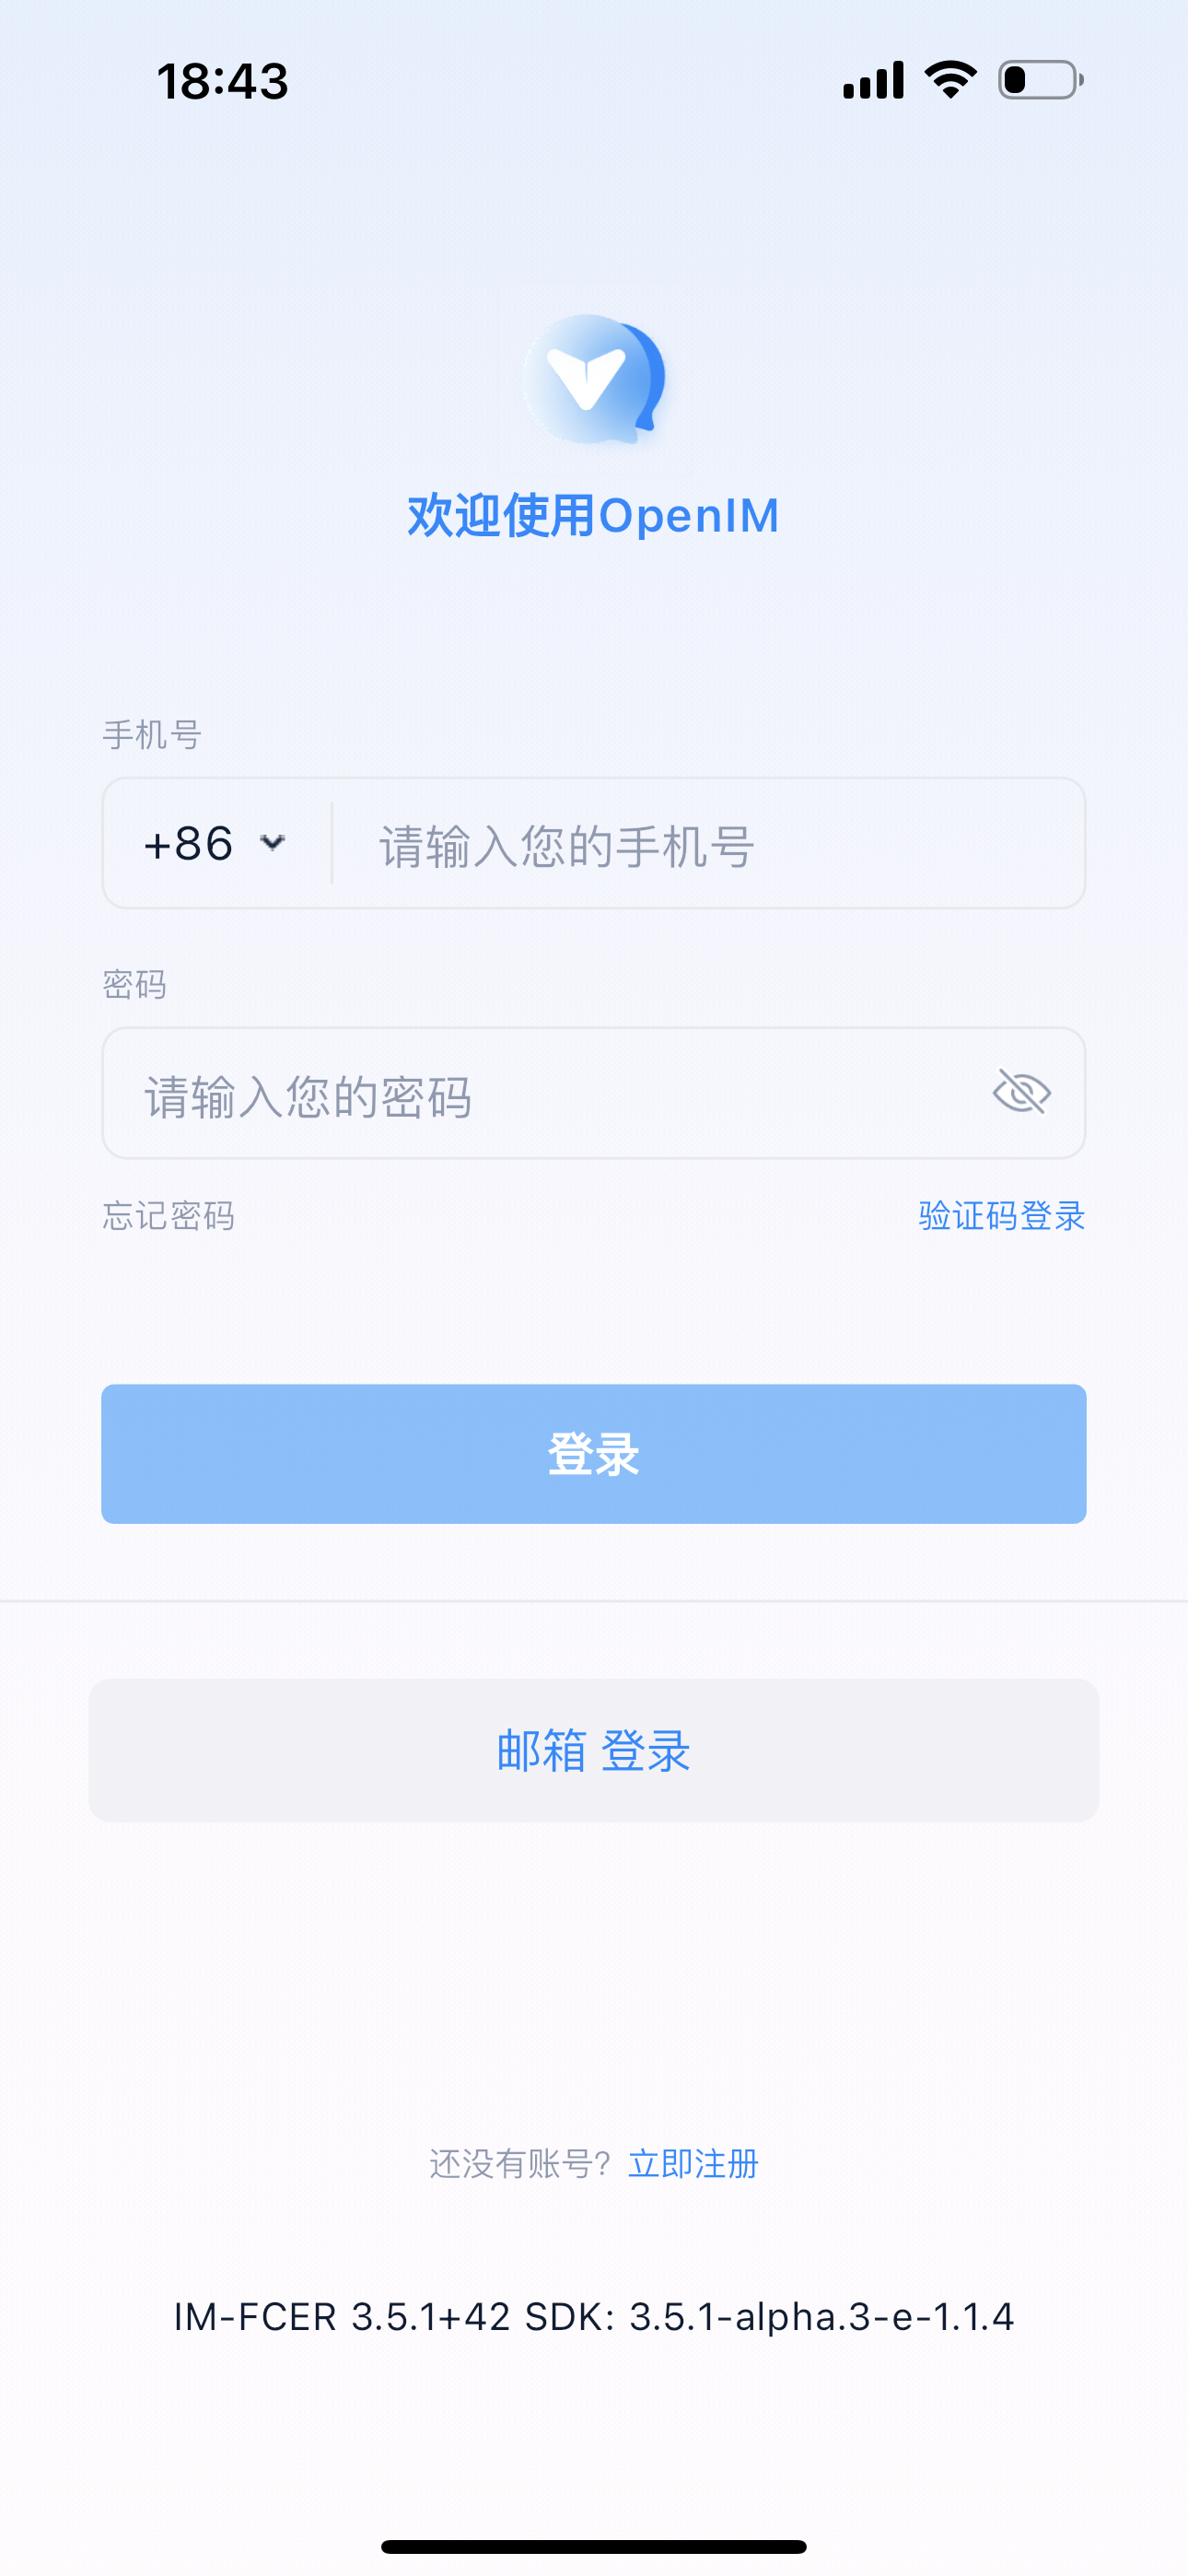 18:43
欢迎使用OpenIM
手机号
+86 请输入您的手机号
密码
请输入您的密码
忘记密码 验证码登录
登录
邮箱 登录
还没有账号? 立即注册
IM-FCER 3.5.1+42 SDK: 3.5.1-alpha.3-e-1.1.4